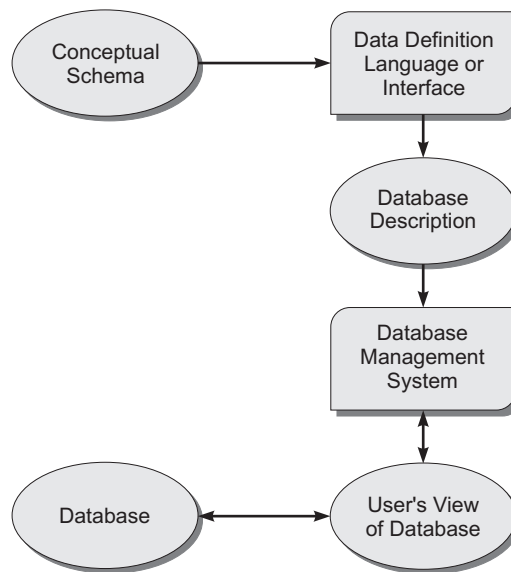 Conceptual
Schema
Data Definition
Language or
Interface
Database
Description
Database
Management
System
Database
User's View
of Database